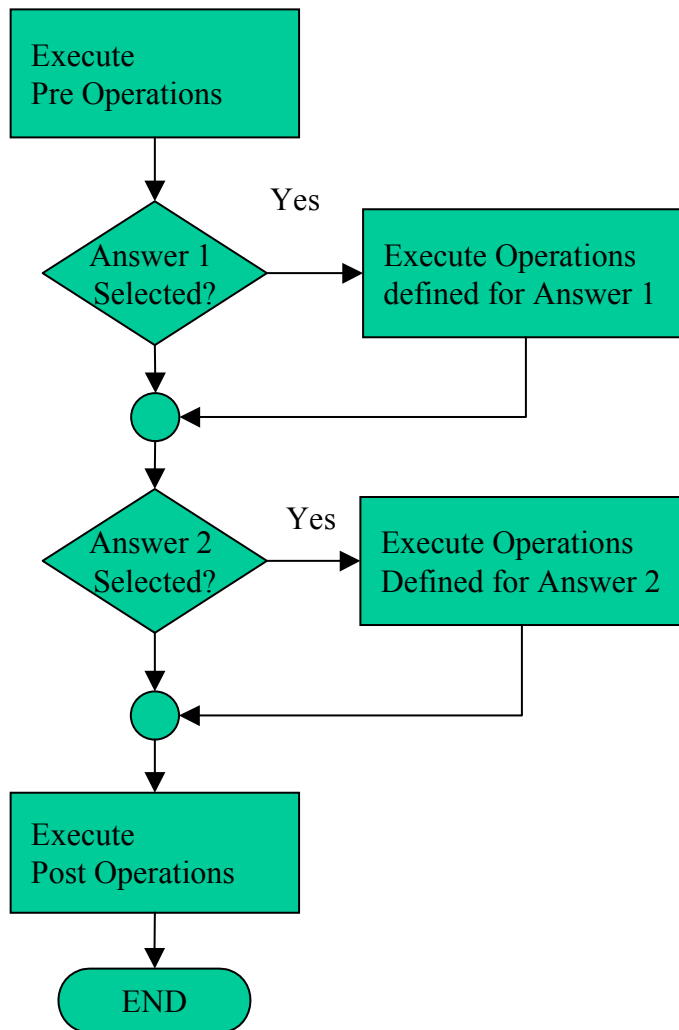 Execute
Pre Operations
Yes
Answer 1
Selected?
Execute Operations
defined for Answer 1
Yes
Answer 2
Selected?
Execute Operations
Defined for Answer 2
Execute
Post Operations
END